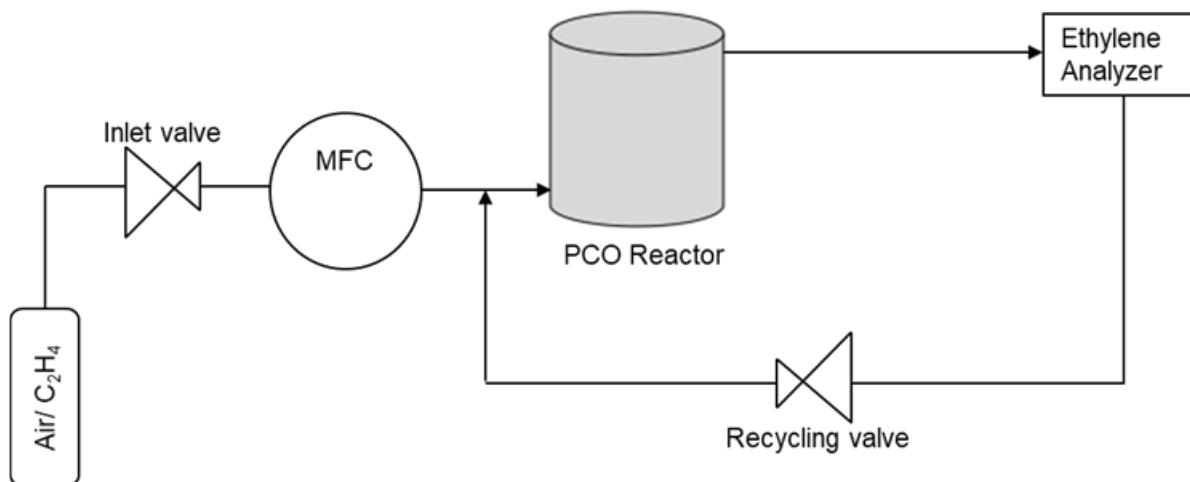 Ethylene
Analyzer
Inlet valve
MFC
PCO Reactor
Air/ C₂H₄
Recycling valve